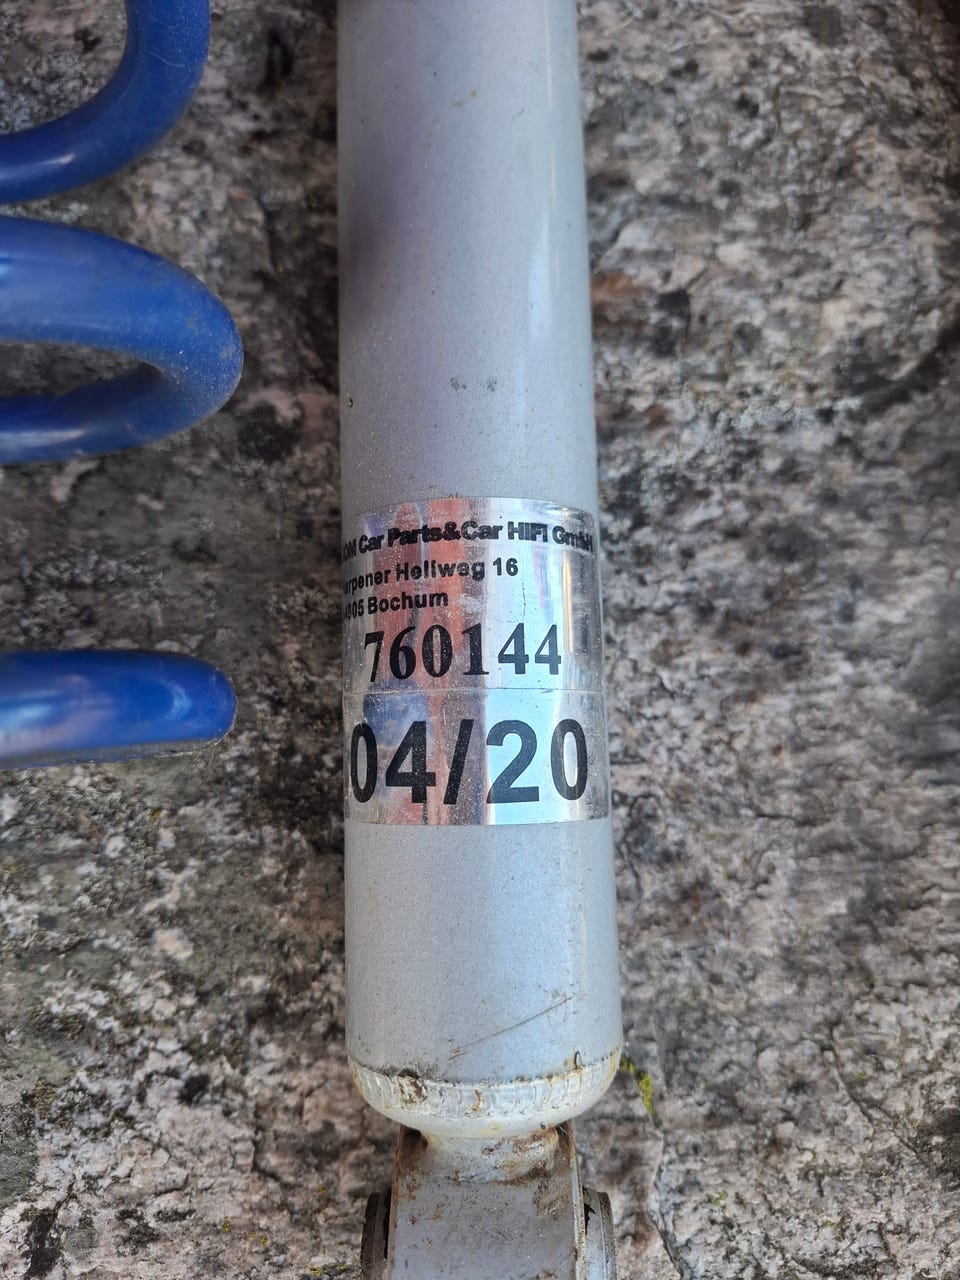 Car Parts&Car HIFI GmbH
Hellweg 16
Bochum
760144
04/20